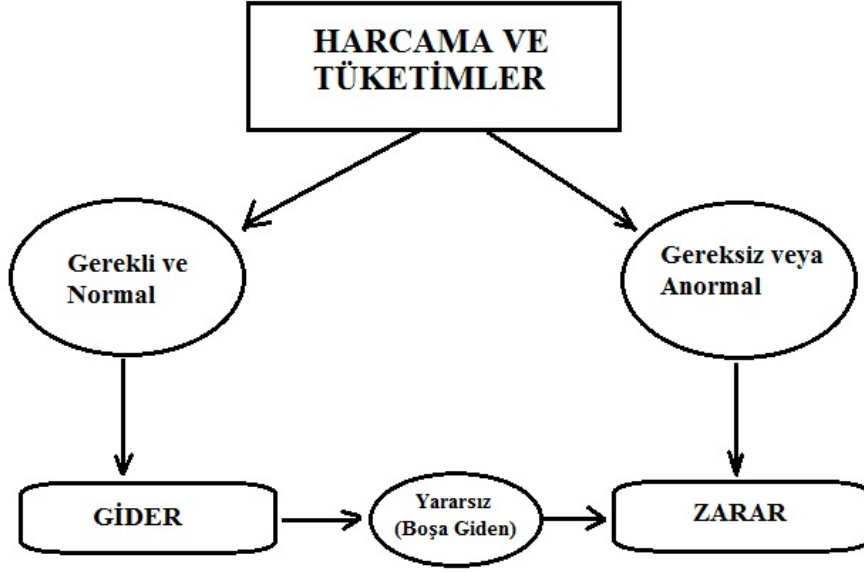 HARCAMA VE
TÜKETİMLER
Gerekli ve
Normal
Gereksiz veya
Anormal
GİDER
Yararsız
(Boşa Giden)
ZARAR